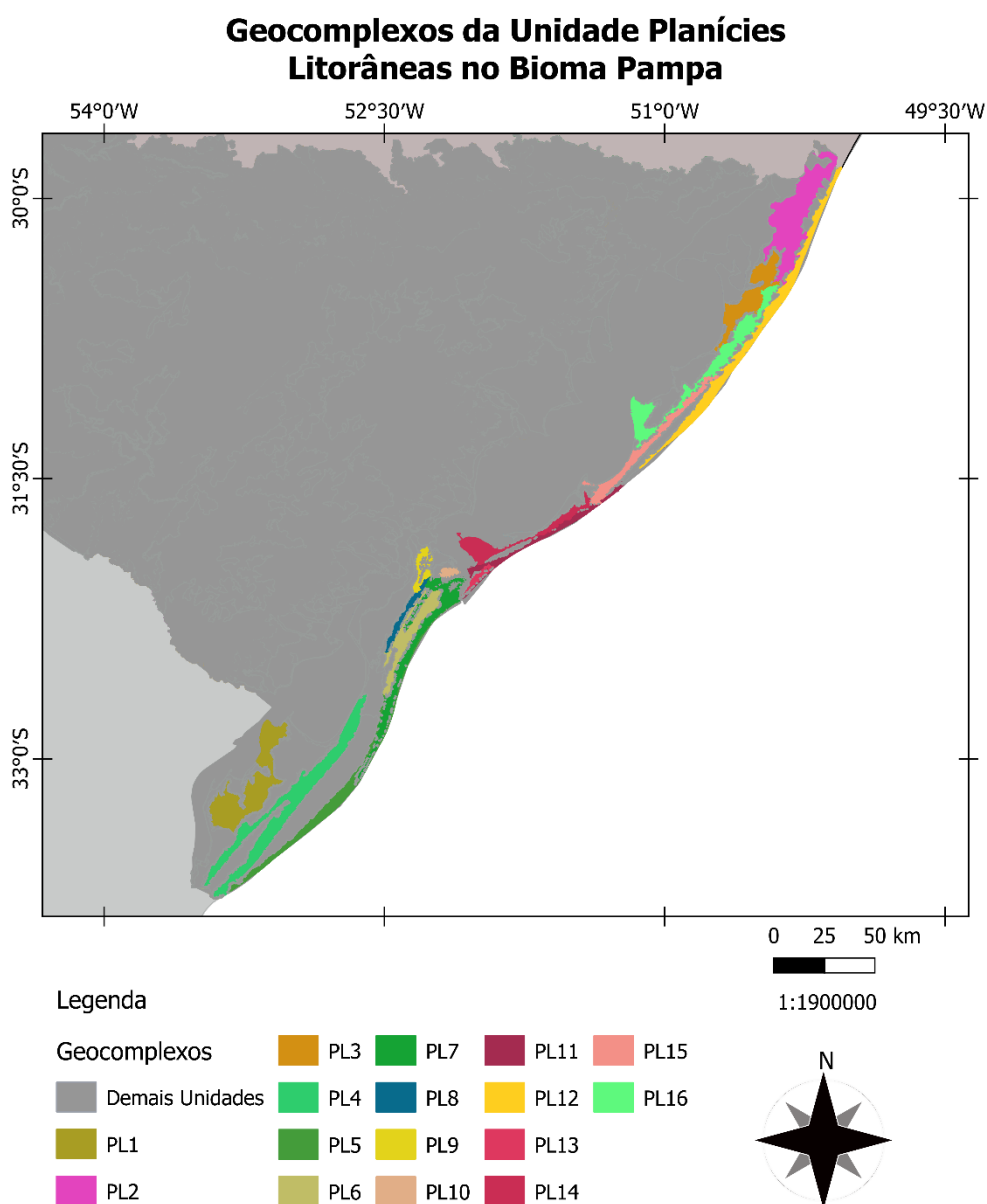 Geocomplexos da Unidade Planícies
Litorâneas no Bioma Pampa
54°0'W 52°30'W 51°0'W 49°30'W
30°0'S
31°30'S
33°0'S
0 25 50 km
1:1900000
Legenda
Geocomplexos
Demais Unidades
PL1
PL2
PL3
PL4
PL5
PL6
PL7
PL8
PL9
PL10
PL11
PL12
PL13
PL14
PL15
PL16
N